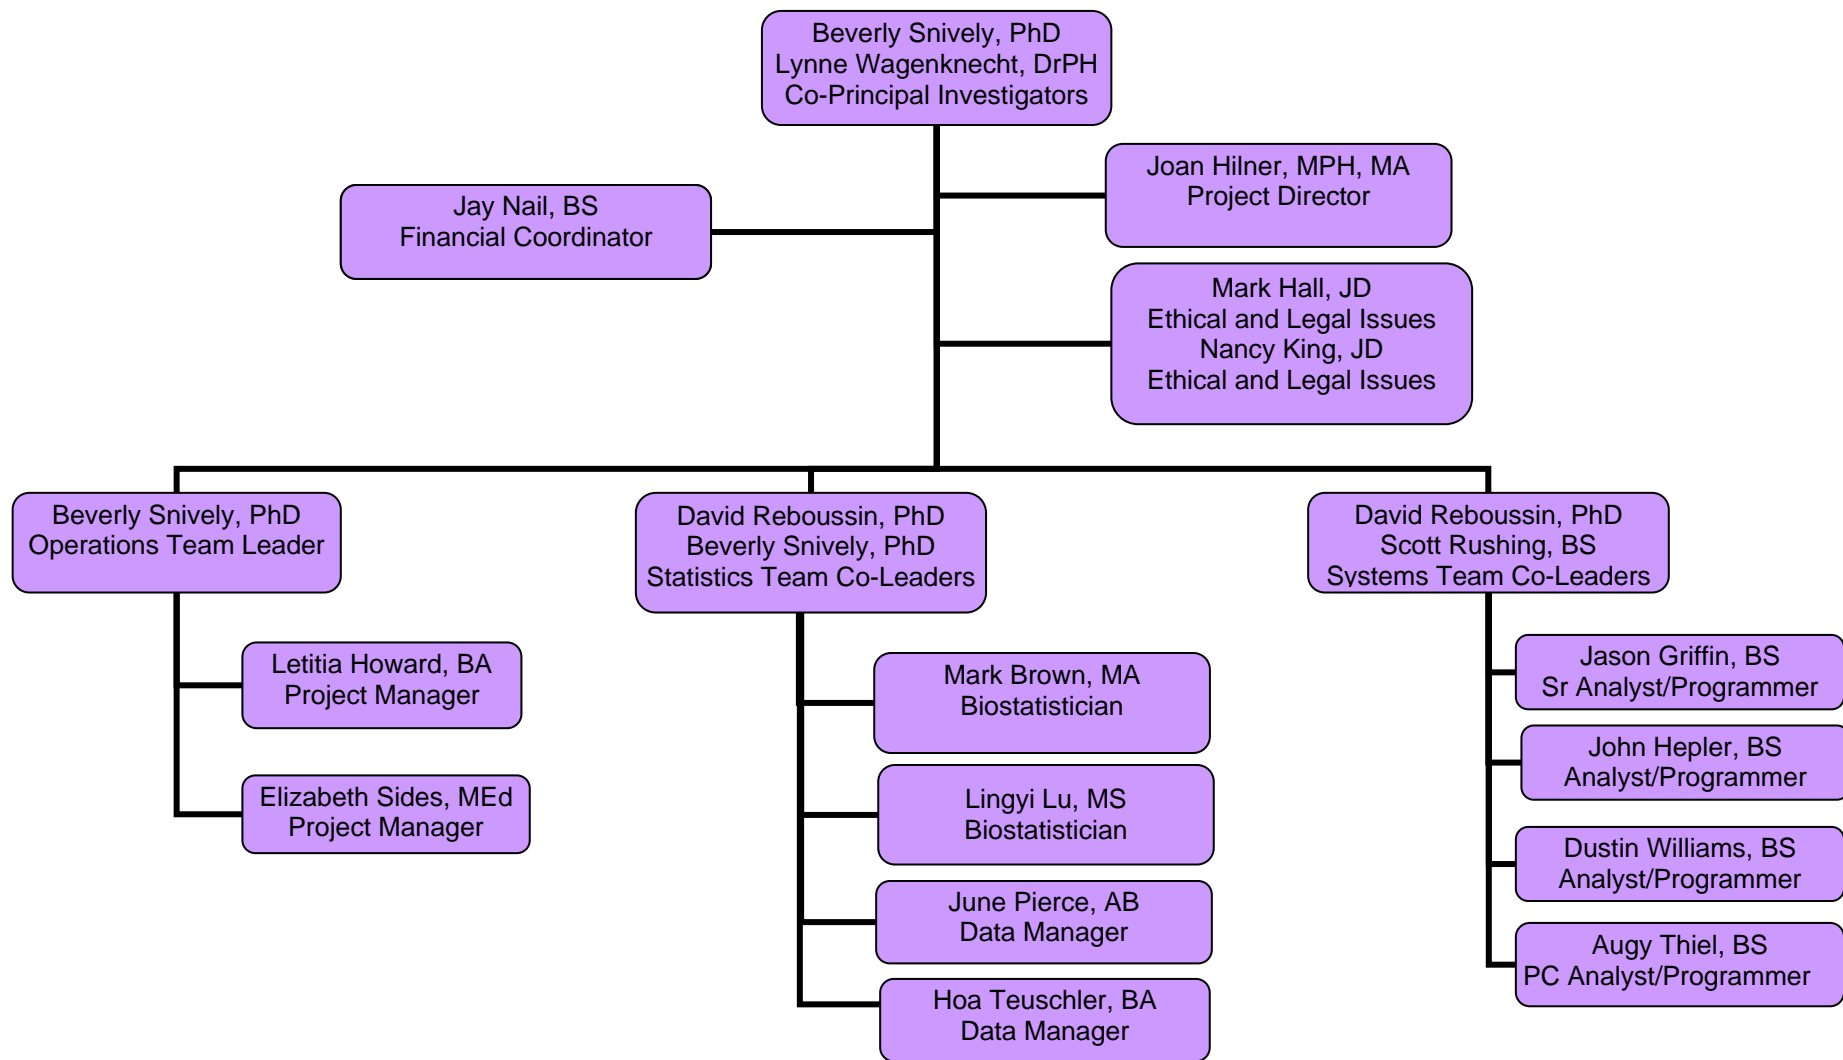 Beverly Snively, PhD
Lynne Wagenknecht, DrPH
Co-Principal Investigators
Joan Hilner, MPH, MA
Project Director
Jay Nail, BS
Financial Coordinator
Mark Hall, JD
Ethical and Legal Issues
Nancy King, JD
Ethical and Legal Issues
Beverly Snively, PhD
Operations Team Leader
David Reboussin, PhD
Beverly Snively, PhD
Statistics Team Co-Leaders
David Reboussin, PhD
Scott Rushing, BS
Systems Team Co-Leaders
Letitia Howard, BA
Project Manager
Elizabeth Sides, MEd
Project Manager
Mark Brown, MA
Biostatistician
Lingyi Lu, MS
Biostatistician
June Pierce, AB
Data Manager
Hoa Teuschler, BA
Data Manager
Jason Griffin, BS
Sr Analyst/Programmer
John Hepler, BS
Analyst/Programmer
Dustin Williams, BS
Analyst/Programmer
Augy Thiel, BS
PC Analyst/Programmer